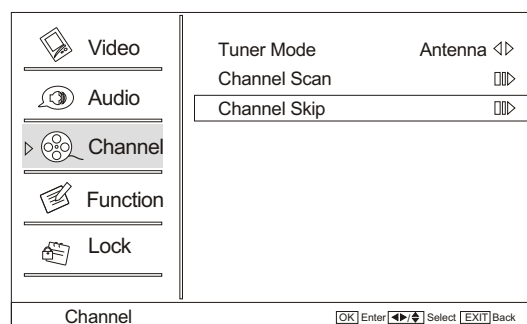 Video
Audio
Channel
Function
Lock
Tuner Mode Antenna
Channel Scan
Channel Skip
Channel
OK Enter / Select EXIT Back